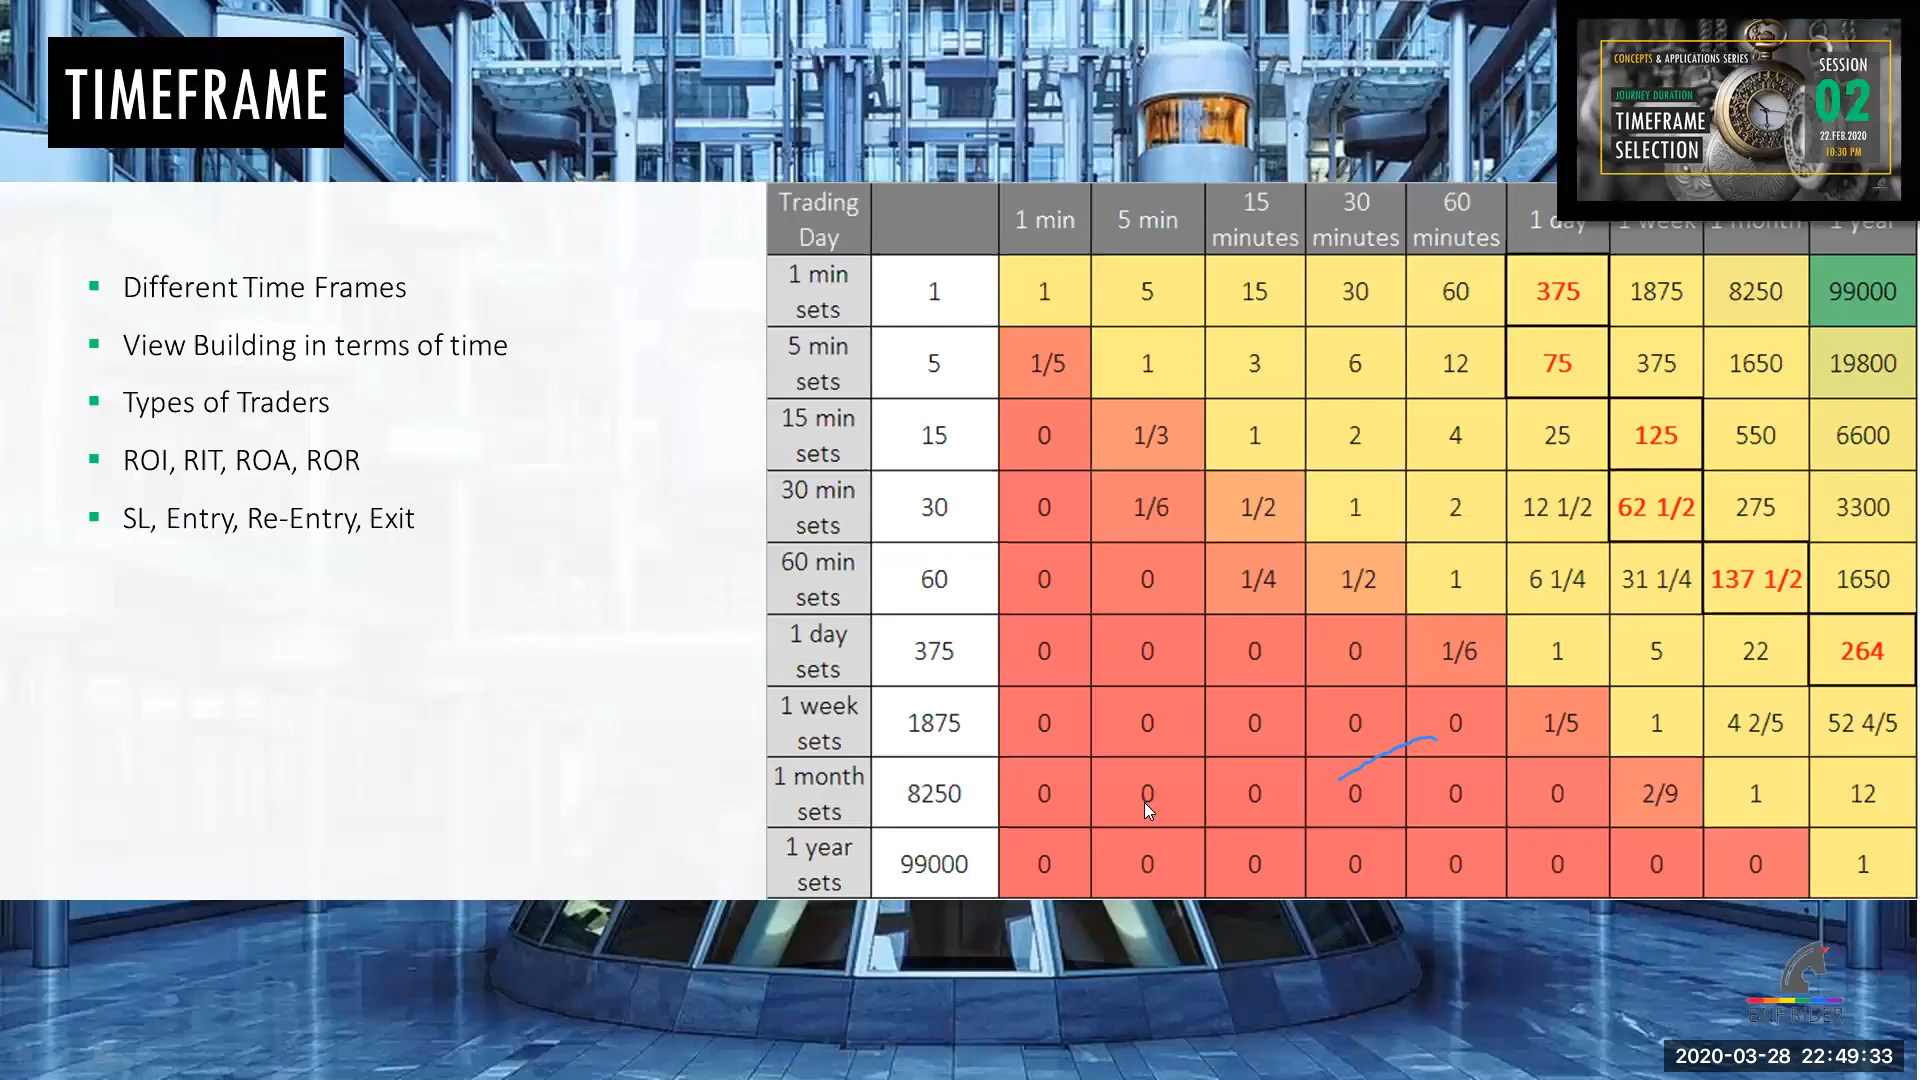 TIMEFRAME
CONCEPTS & APPLICATIONS SERIES
JOURNEY DURATION
TIMEFRAME
SELECTION
SESSION
02
22.FEB.2020
10:30 PM
Different Time Frames
View Building in terms of time
Types of Traders
ROI, RIT, ROA, ROR
SL, Entry, Re-Entry, Exit
Trading Day 1 min 5 min 15 minutes 30 minutes 60 minutes 1 day 1 week 1 month 1 year
1 min sets 1 1 5 15 30 60 375 1875 8250 99000
5 min sets 5 1/5 1 3 6 12 75 375 1650 19800
15 min sets 15 0 1/3 1 2 4 25 125 550 6600
30 min sets 30 0 1/6 1/2 1 2 12 1/2 62 1/2 275 3300
60 min sets 60 0 0 1/4 1/2 1 6 1/4 31 1/4 137 1/2 1650
1 day sets 375 0 0 0 0 1/6 1 5 22 264
1 week sets 1875 0 0 0 0 0 1/5 1 4 2/5 52 4/5
1 month sets 8250 0 0 0 0 0 0 2/9 1 12
1 year sets 99000 0 0 0 0 0 0 0 0 1
BNF RIDER
2020-03-28 22:49:33